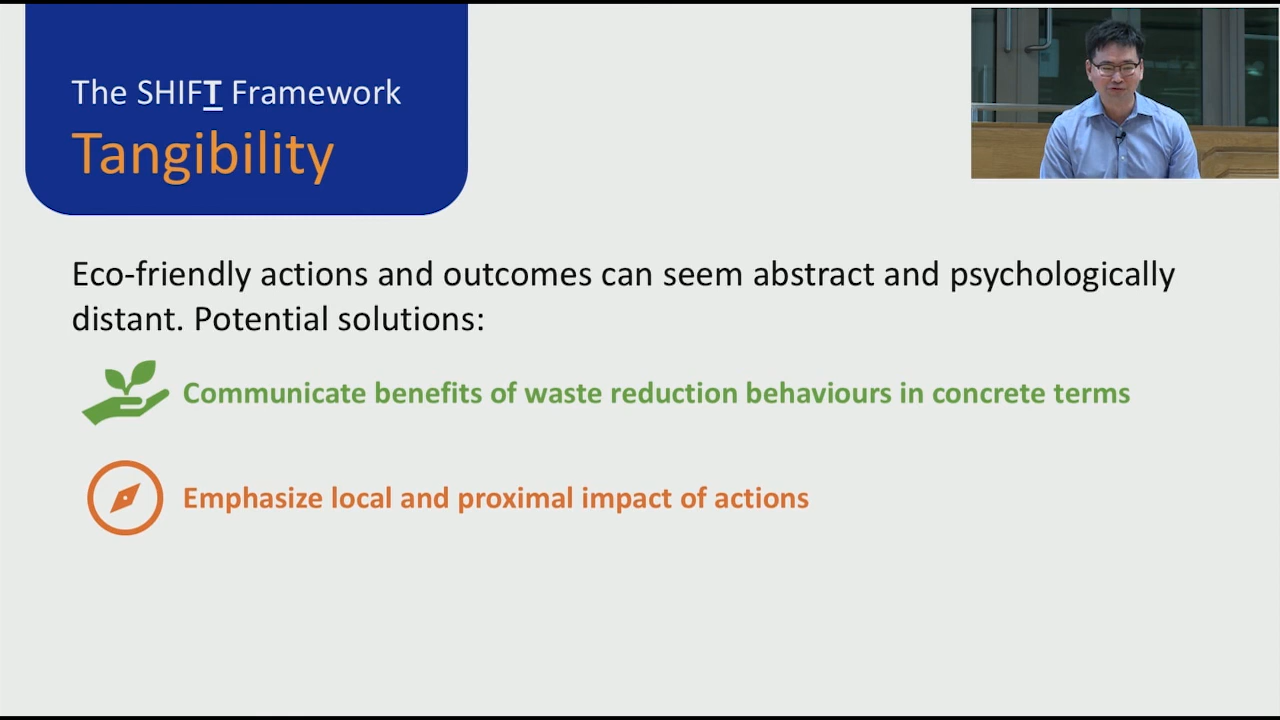 The SHIFT Framework
Tangibility
Eco-friendly actions and outcomes can seem abstract and psychologically
distant. Potential solutions:
Communicate benefits of waste reduction behaviours in concrete terms
Emphasize local and proximal impact of actions